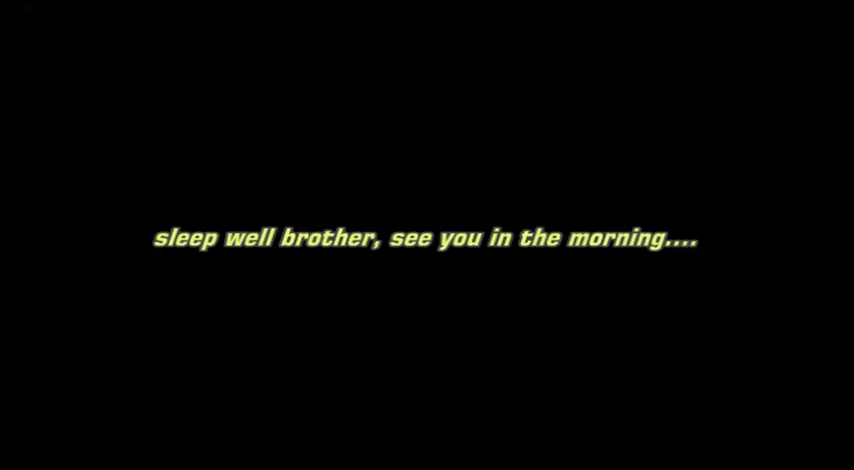 sleep well brother, see you in the morning....